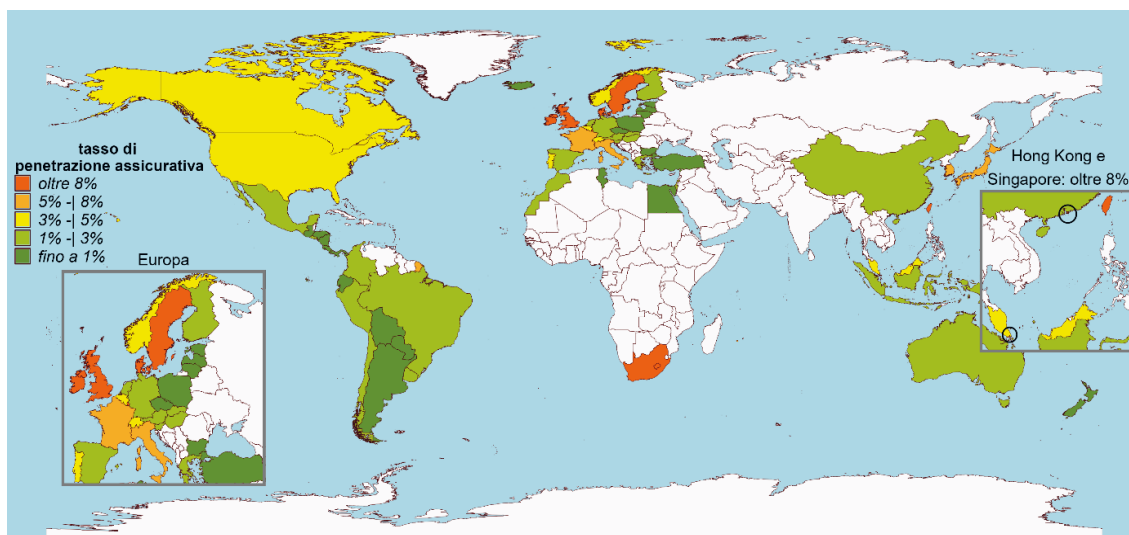 tasso di
penetrazione assicurativa
oltre 8%
5% -| 8%
3% -| 5%
1% -| 3%
fino a 1%
Europa
Hong Kong e
Singapore: oltre 8%